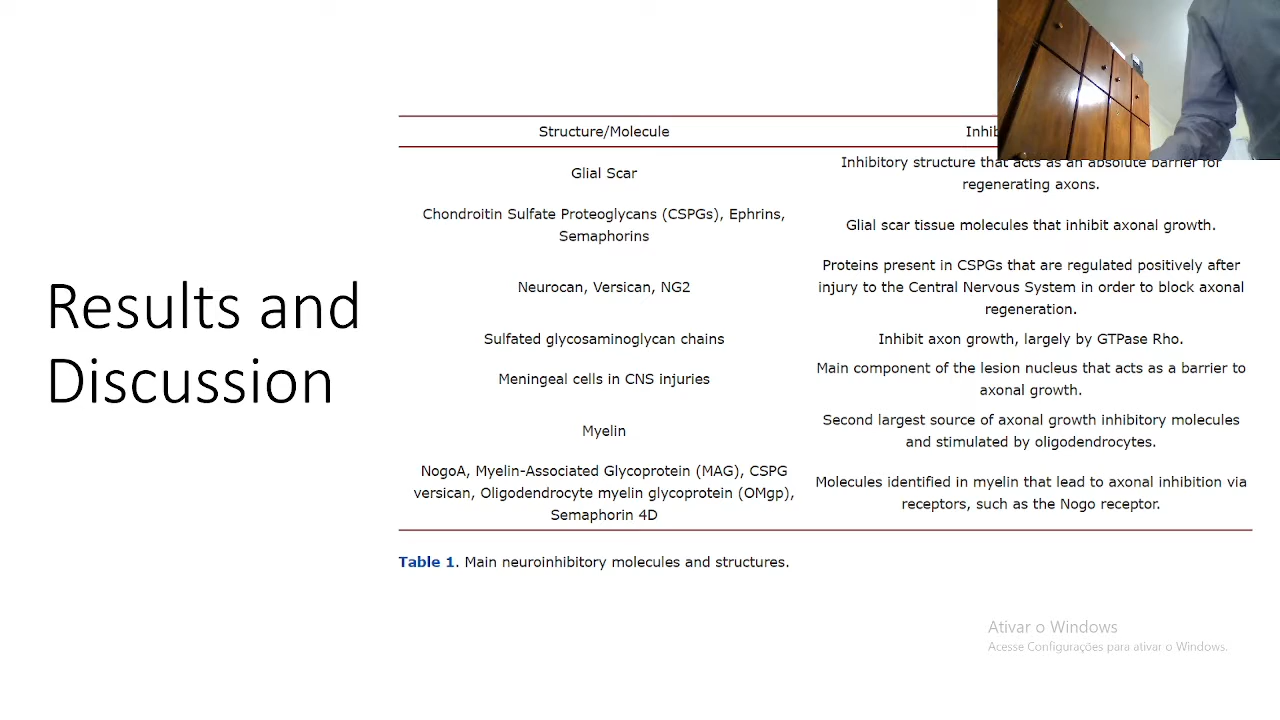 Results and
Discussion
Structure/Molecule
Glial Scar
Inhibitory structure that acts as an absolute barrier for
regenerating axons.
Chondroitin Sulfate Proteoglycans (CSPGs), Ephrins,
Semaphorins
Glial scar tissue molecules that inhibit axonal growth.
Neurocan, Versican, NG2
Proteins present in CSPGs that are regulated positively after
injury to the Central Nervous System in order to block axonal
regeneration.
Sulfated glycosaminoglycan chains
Inhibit axon growth, largely by GTPase Rho.
Meningeal cells in CNS injuries
Main component of the lesion nucleus that acts as a barrier to
axonal growth.
Myelin
Second largest source of axonal growth inhibitory molecules
and stimulated by oligodendrocytes.
NogoA, Myelin-Associated Glycoprotein (MAG), CSPG
versican, Oligodendrocyte myelin glycoprotein (OMgp),
Semaphorin 4D
Molecules identified in myelin that lead to axonal inhibition via
receptors, such as the Nogo receptor.
Table 1. Main neuroinhibitory molecules and structures.
Ativar o Windows
Acesse Configurações para ativar o Windows.